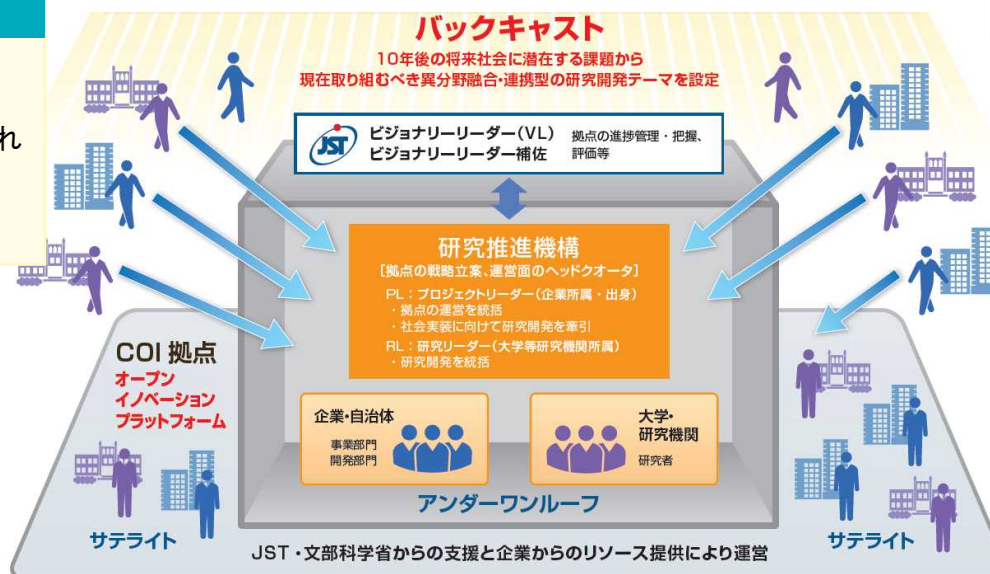 れ
バックキャスト
10年後の将来社会に潜在する課題から
現在取り組むべき異分野融合・連携型の研究開発テーマを設定
JST
ビジョナリーリーダー(VL)
ビジョナリーリーダー補佐
拠点の進捗管理・把握、
評価等
研究推進機構
[拠点の戦略立案、運営面のヘッドクオータ]
PL:プロジェクトリーダー(企業所属・出身)
・拠点の運営を統括
・社会実装に向けて研究開発を牽引
RL:研究リーダー(大学等研究機関所属)
・研究開発を統括
COI 拠点
オープン
イノベーション
プラットフォーム
企業・自治体
事業部門
開発部門
大学・
研究機関
研究者
アンダーワンルーフ
サテライト
サテライト
JST・文部科学省からの支援と企業からのリソース提供により運営